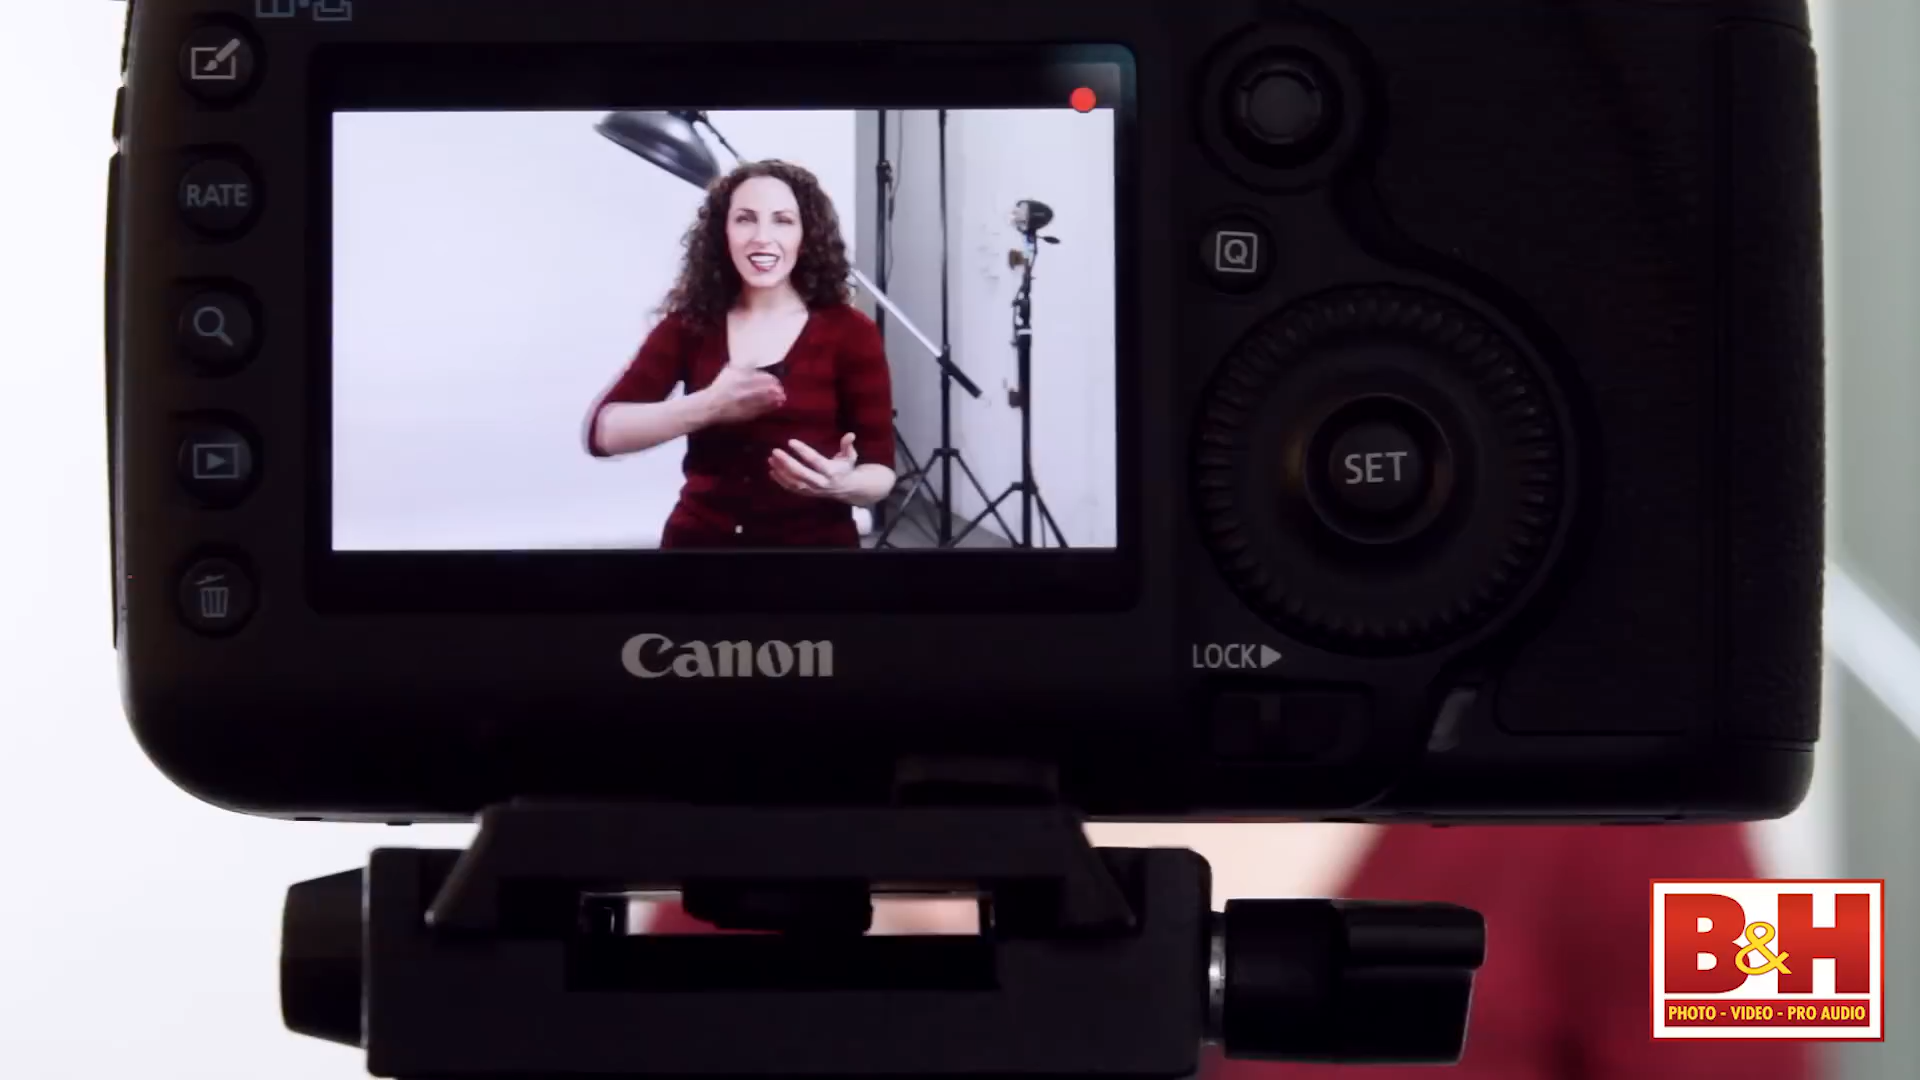 RATE
Q
SET
LOCK
Canon
B&H
PHOTO - VIDEO - PRO AUDIO